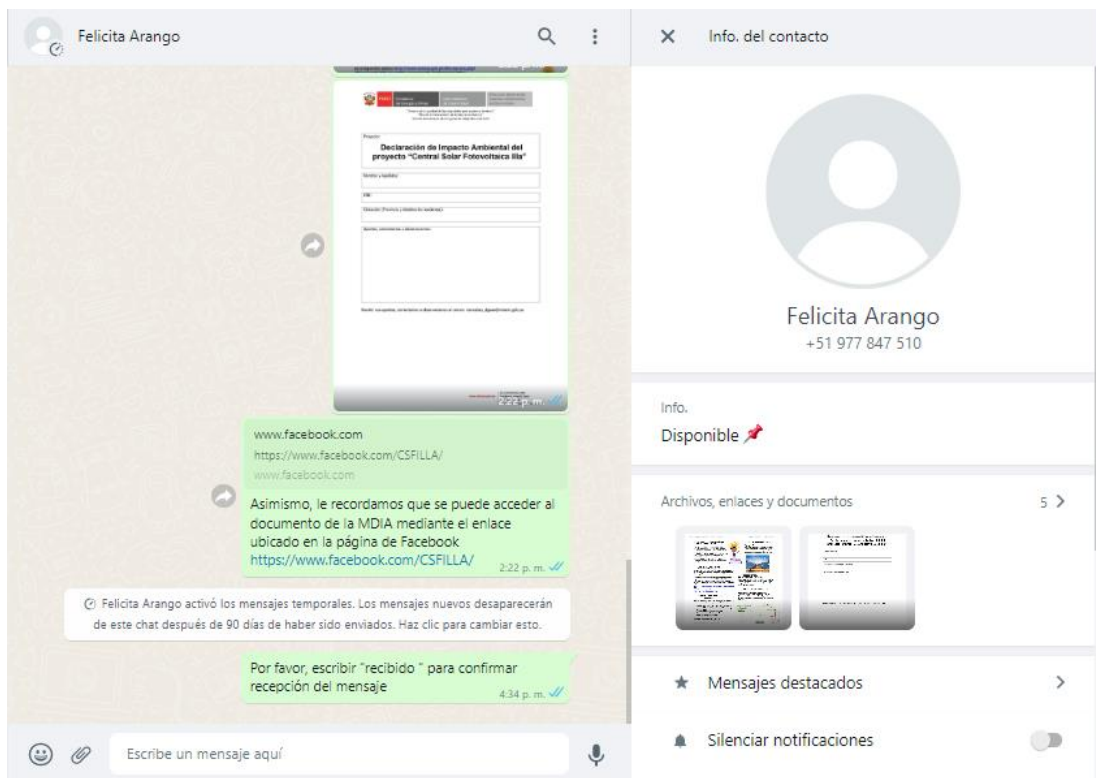 Felicita Arango
Declaración de Impacto Ambiental del
proyecto “Central Solar Fotovoltaica Illa”
2:22 p. m.
www.facebook.com
https://www.facebook.com/CSFILLA/
www.facebook.com
Asimismo, le recordamos que se puede acceder al
documento de la MDIA mediante el enlace
ubicado en la página de Facebook
https://www.facebook.com/CSFILLA/
2:22 p. m.
Felicita Arango activó los mensajes temporales. Los mensajes nuevos desaparecerán
de este chat después de 90 días de haber sido enviados. Haz clic para cambiar esto.
Por favor, escribir "recibido " para confirmar
recepción del mensaje
4:34 p. m.
Escribe un mensaje aquí
Info. del contacto
Felicita Arango
+51 977 847 510
Info.
Disponible
Archivos, enlaces y documentos
5
Mensajes destacados
Silenciar notificaciones